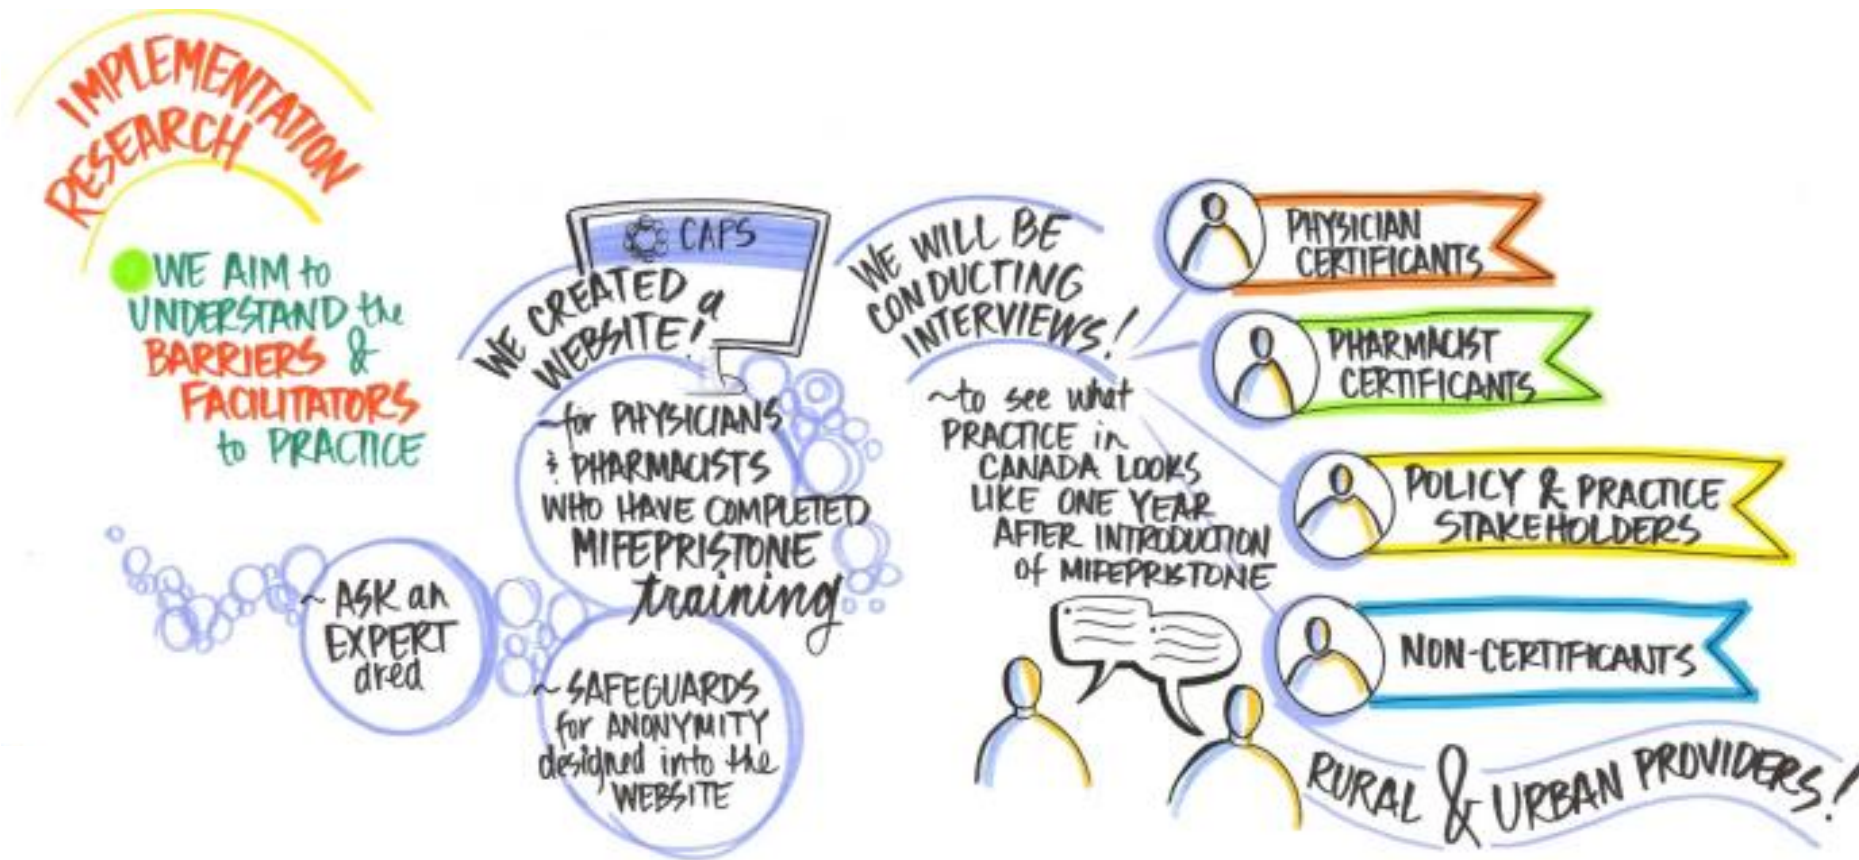 IMPLEMENTATION
RESEARCH
WE AIM to
UNDERSTAND the
BARRIERS &
FACILITATORS
to PRACTICE
CAPS
WE CREATED a
WEBSITE!
~for PHYSICIANS
& PHARMACISTS
WHO HAVE COMPLETED
MIFEPRISTONE
training
~ ASK an
EXPERT
area
~ SAFEGUARDS
for ANONYMITY
designed into the
WEBSITE
WE WILL BE
CONDUCTING
INTERVIEWS!
~to see what
PRACTICE in
CANADA LOOKS
LIKE ONE YEAR
AFTER INTRODUCTION
of MIFEPRISTONE
PHYSICIAN
CERTIFICANTS
PHARMACIST
CERTIFICANTS
POLICY & PRACTICE
STAKEHOLDERS
NON-CERTIFICANTS
RURAL & URBAN PROVIDERS!